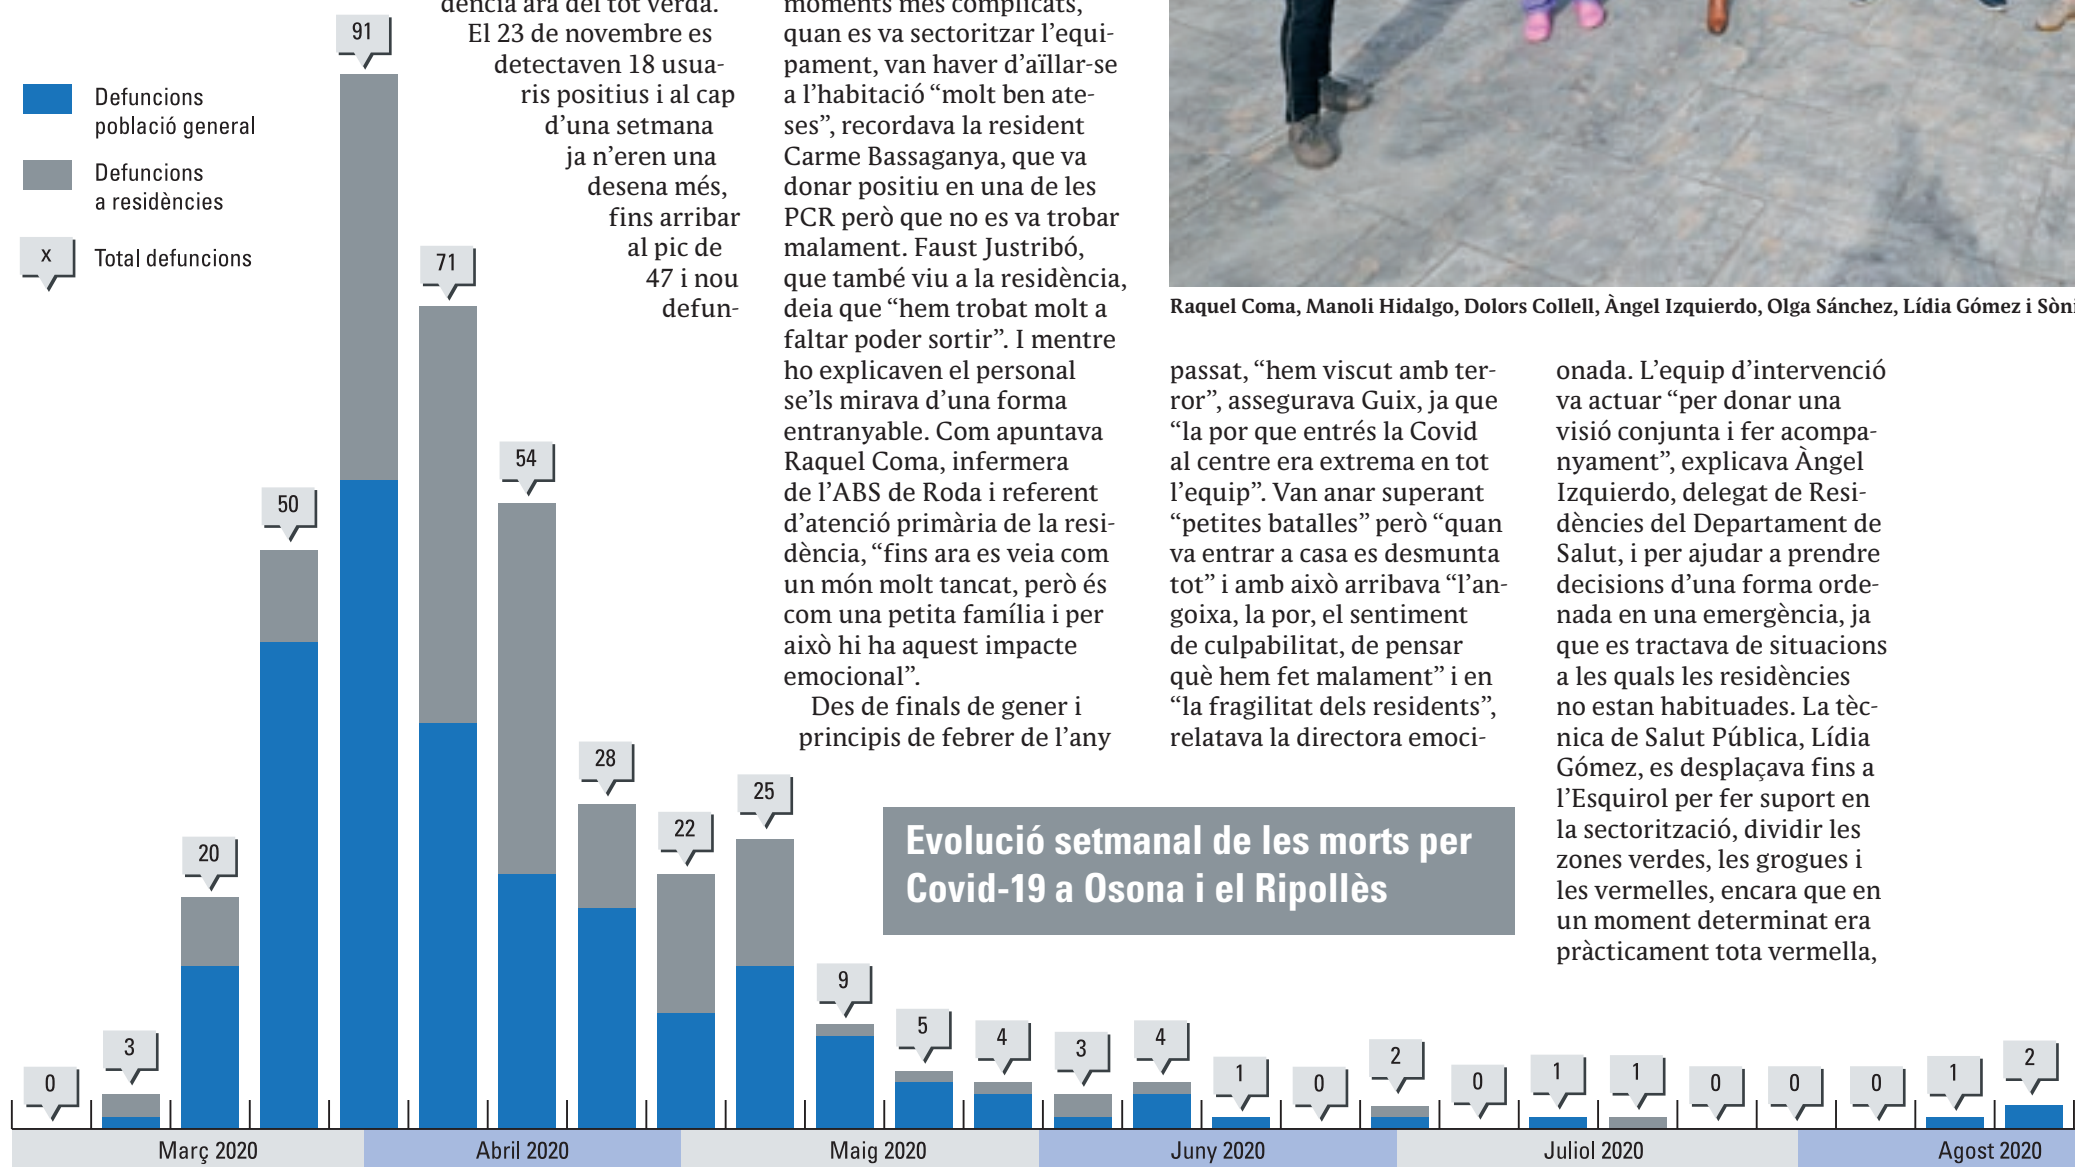 dència ara del tot verda.
El 23 de novembre es
detectaven 18 usua-
ris positius i al cap
d'una setmana
ja n'eren una
desena més,
fins arribar
al pic de
47 i nou
defun-
moments més complicats,
quan es va sectoritzar l'equi-
pament, van haver d'aïllar-se
a l'habitació “molt ben ate-
ses”, recordava la resident
Carme Bassaganya, que va
donar positiu en una de les
PCR però que no es va trobar
malament. Faust Justribó,
que també viu a la residència,
deia que “hem trobat molt a
faltar poder sortir”. I mentre
ho explicaven el personal
se'ls mirava d'una forma
entranyable. Com apuntava
Raquel Coma, infermera
de l'ABS de Roda i referent
d'atenció primària de la resi-
dència, “fins ara es veia com
un món molt tancat, però és
com una petita família i per
això hi ha aquest impacte
emocional”.
Des de finals de gener i
principis de febrer de l'any
Raquel Coma, Manoli Hidalgo, Dolors Collell, Àngel Izquierdo, Olga Sánchez, Lídia Gómez i Sòni
passat, “hem viscut amb ter-
ror”, assegurava Guix, ja que
“la por que entrés la Covid
al centre era extrema en tot
l'equip”. Van anar superant
“petites batalles” però “quan
va entrar a casa es desmunta
tot” i amb això arribava “l'an-
goixa, la por, el sentiment
de culpabilitat, de pensar
què hem fet malament” i en
“la fragilitat dels residents”,
relatava la directora emoci-
onada. L'equip d'intervenció
va actuar “per donar una
visió conjunta i fer acompa-
nyament”, explicava Àngel
Izquierdo, delegat de Resi-
dències del Departament de
Salut, i per ajudar a prendre
decisions d'una forma orde-
nada en una emergència, ja
que es tractava de situacions
a les quals les residències
no estan habituades. La tèc-
nica de Salut Pública, Lídia
Gómez, es desplaçava fins a
l'Esquirol per fer suport en
la sectorització, dividir les
zones verdes, les grogues i
les vermelles, encara que en
un moment determinat era
pràcticament tota vermella,
Evolució setmanal de les morts per
Covid-19 a Osona i el Ripollès
Defuncions
població general
Defuncions
a residències
x
Total defuncions
0
3
20
50
91
71
54
28
22
25
9
5
4
3
4
1
0
2
0
1
1
0
0
0
1
2
Març 2020
Abril 2020
Maig 2020
Juny 2020
Juliol 2020
Agost 2020